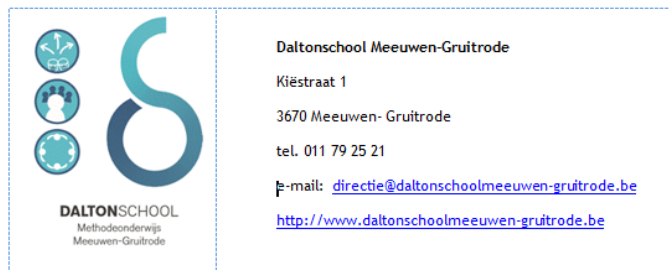 DALTONSCHOOL
Methodeonderwijs
Meeuwen-Gruitrode
Daltonschool Meeuwen-Gruitrode
Kiëstraat 1
3670 Meeuwen- Gruitrode
tel. 011 79 25 21
e-mail: directie@daltonschoolmeeuwen-gruitrode.be
http://www.daltonschoolmeeuwen-gruitrode.be